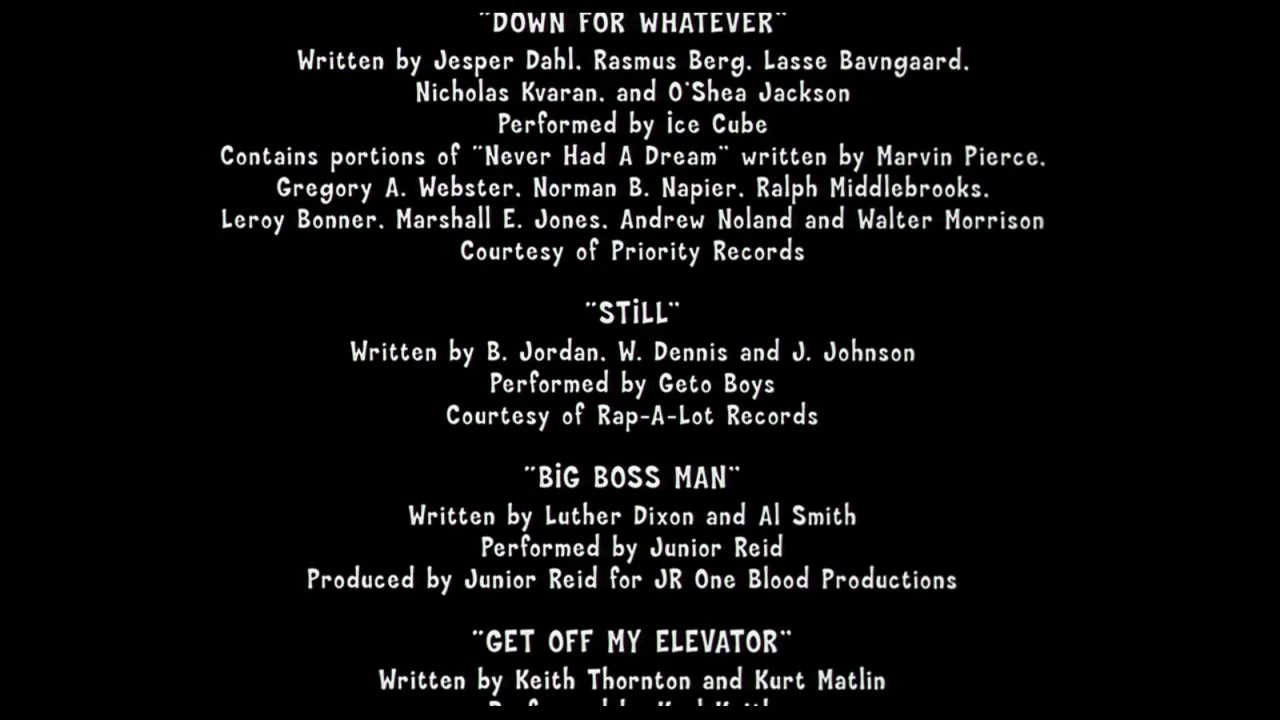 "DOWN FOR WHATEVER"
Written by Jesper Dahl, Rasmus Berg, Lasse Bavngaard,
Nicholas Kvaran, and O'Shea Jackson
Performed by ice Cube
Contains portions of "Never Had A Dream" written by Marvin Pierce,
Gregory A. Webster, Norman B. Napier, Ralph Middlebrooks,
Leroy Bonner, Marshall E. Jones, Andrew Noland and Walter Morrison
Courtesy of Priority Records
"STiLL"
Written by B. Jordan, W. Dennis and J. Johnson
Performed by Geto Boys
Courtesy of Rap-A-Lot Records
"BiG BOSS MAN"
Written by Luther Dixon and Al Smith
Performed by Junior Reid
Produced by Junior Reid for JR One Blood Productions
"GET OFF MY ELEVATOR"
Written by Keith Thornton and Kurt Matlin
Performed by